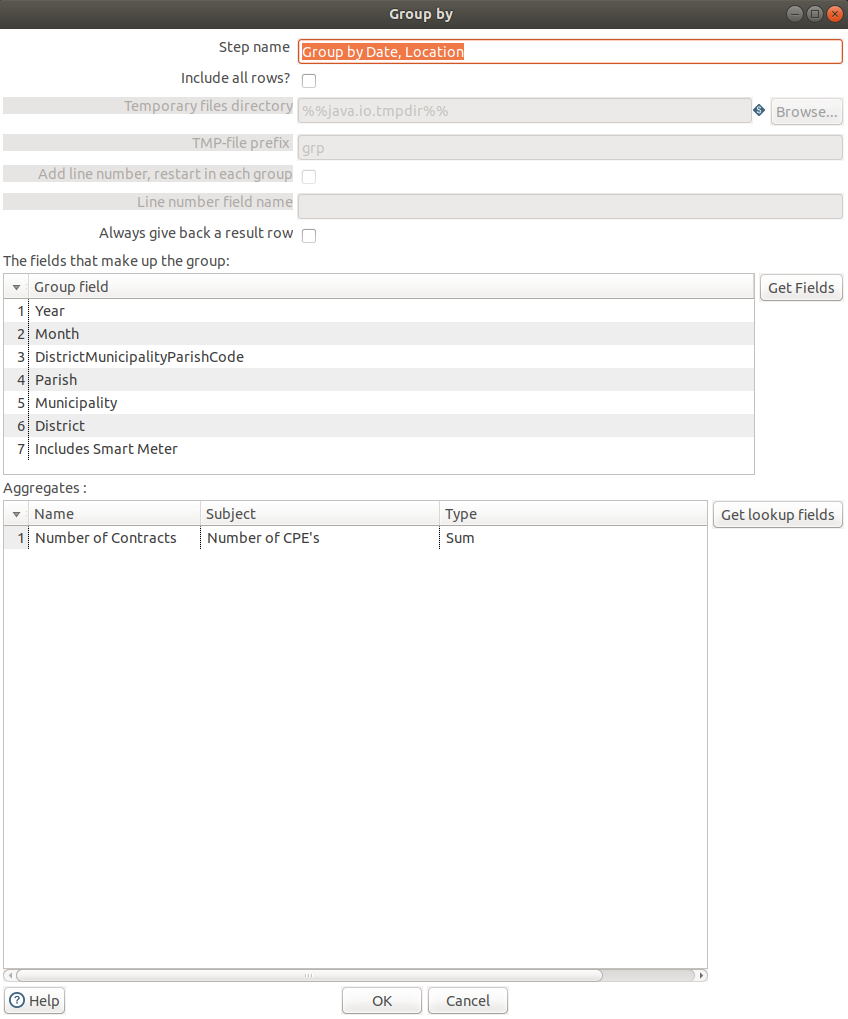 Group by
Step name Group by Date, Location
Include all rows?
Temporary files directory %%java.io.tmpdir%% Browse...
TMP-file prefix grp
Add line number, restart in each group
Line number field name
Always give back a result row
The fields that make up the group:
Group field Get Fields
1 Year
2 Month
3 DistrictMunicipalityParishCode
4 Parish
5 Municipality
6 District
7 Includes Smart Meter
Aggregates :
Name Subject Type Get lookup fields
1 Number of Contracts Number of CPE's Sum
Help OK Cancel